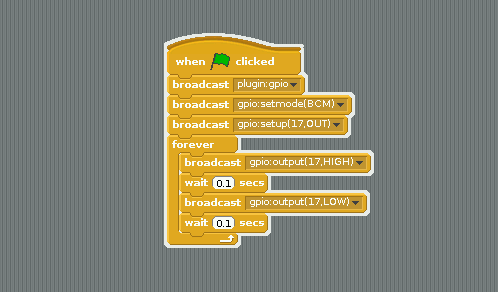 when clicked
broadcast plugin:gpio
broadcast gpio:setmode(BCM)
broadcast gpio:setup(17,OUT)
forever
broadcast gpio:output(17,HIGH)
wait 0.1 secs
broadcast gpio:output(17,LOW)
wait 0.1 secs